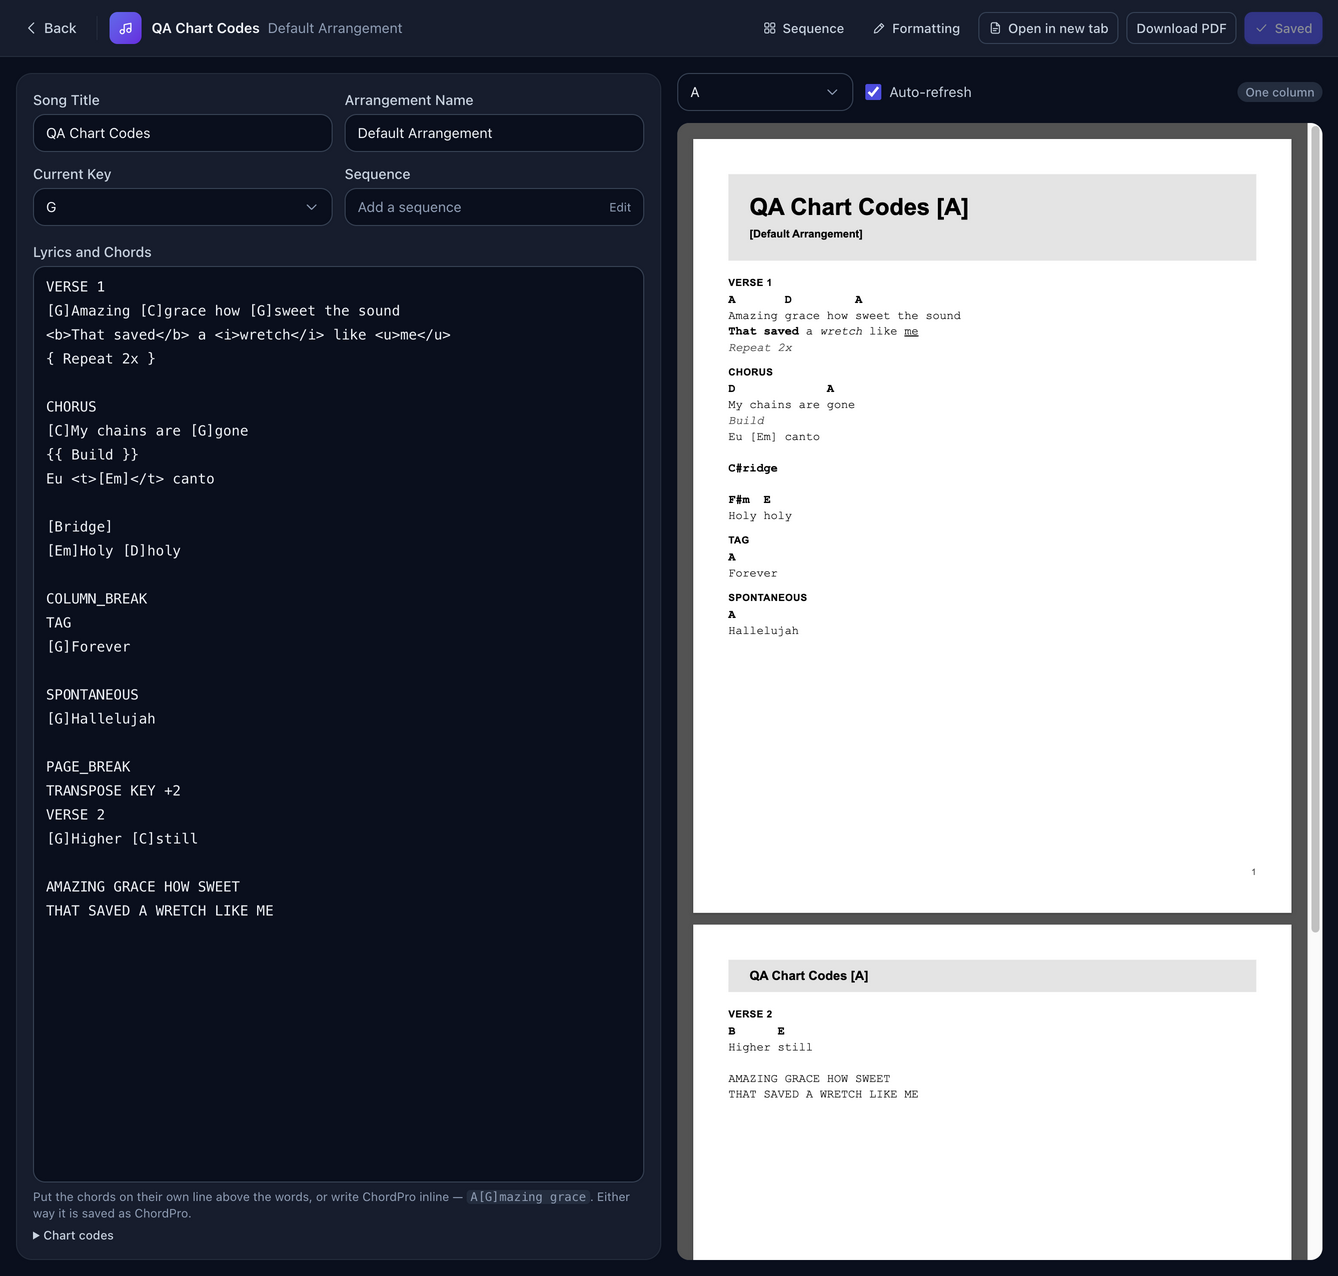 Back
QA Chart Codes Default Arrangement
Sequence
Formatting
Open in new tab
Download PDF
Saved
Song Title
Arrangement Name
QA Chart Codes
Default Arrangement
Current Key
Sequence
G
Add a sequence
Edit
Lyrics and Chords
VERSE 1
[G]Amazing [C]grace how [G]sweet the sound
<b>That saved</b> a <i>wretch</i> like <u>me</u>
{ Repeat 2x }
CHORUS
[C]My chains are [G]gone
{{ Build }}
Eu <t>[Em]</t> canto
[Bridge]
[Em]Holy [D]holy
COLUMN_BREAK
TAG
[G]Forever
SPONTANEOUS
[G]Hallelujah
PAGE_BREAK
TRANSPOSE KEY +2
VERSE 2
[G]Higher [C]still
AMAZING GRACE HOW SWEET
THAT SAVED A WRETCH LIKE ME
Put the chords on their own line above the words, or write ChordPro inline — A[G]mazing grace. Either
way it is saved as ChordPro.
Chart codes
A
Auto-refresh
One column
QA Chart Codes [A]
[Default Arrangement]
VERSE 1
A D A
Amazing grace how sweet the sound
That saved a wretch like me
Repeat 2x
CHORUS
D A
My chains are gone
Build
Eu [Em] canto
C#ridge
F#m E
Holy holy
TAG
A
Forever
SPONTANEOUS
A
Hallelujah
1
QA Chart Codes [A]
VERSE 2
B E
Higher still
AMAZING GRACE HOW SWEET
THAT SAVED A WRETCH LIKE ME